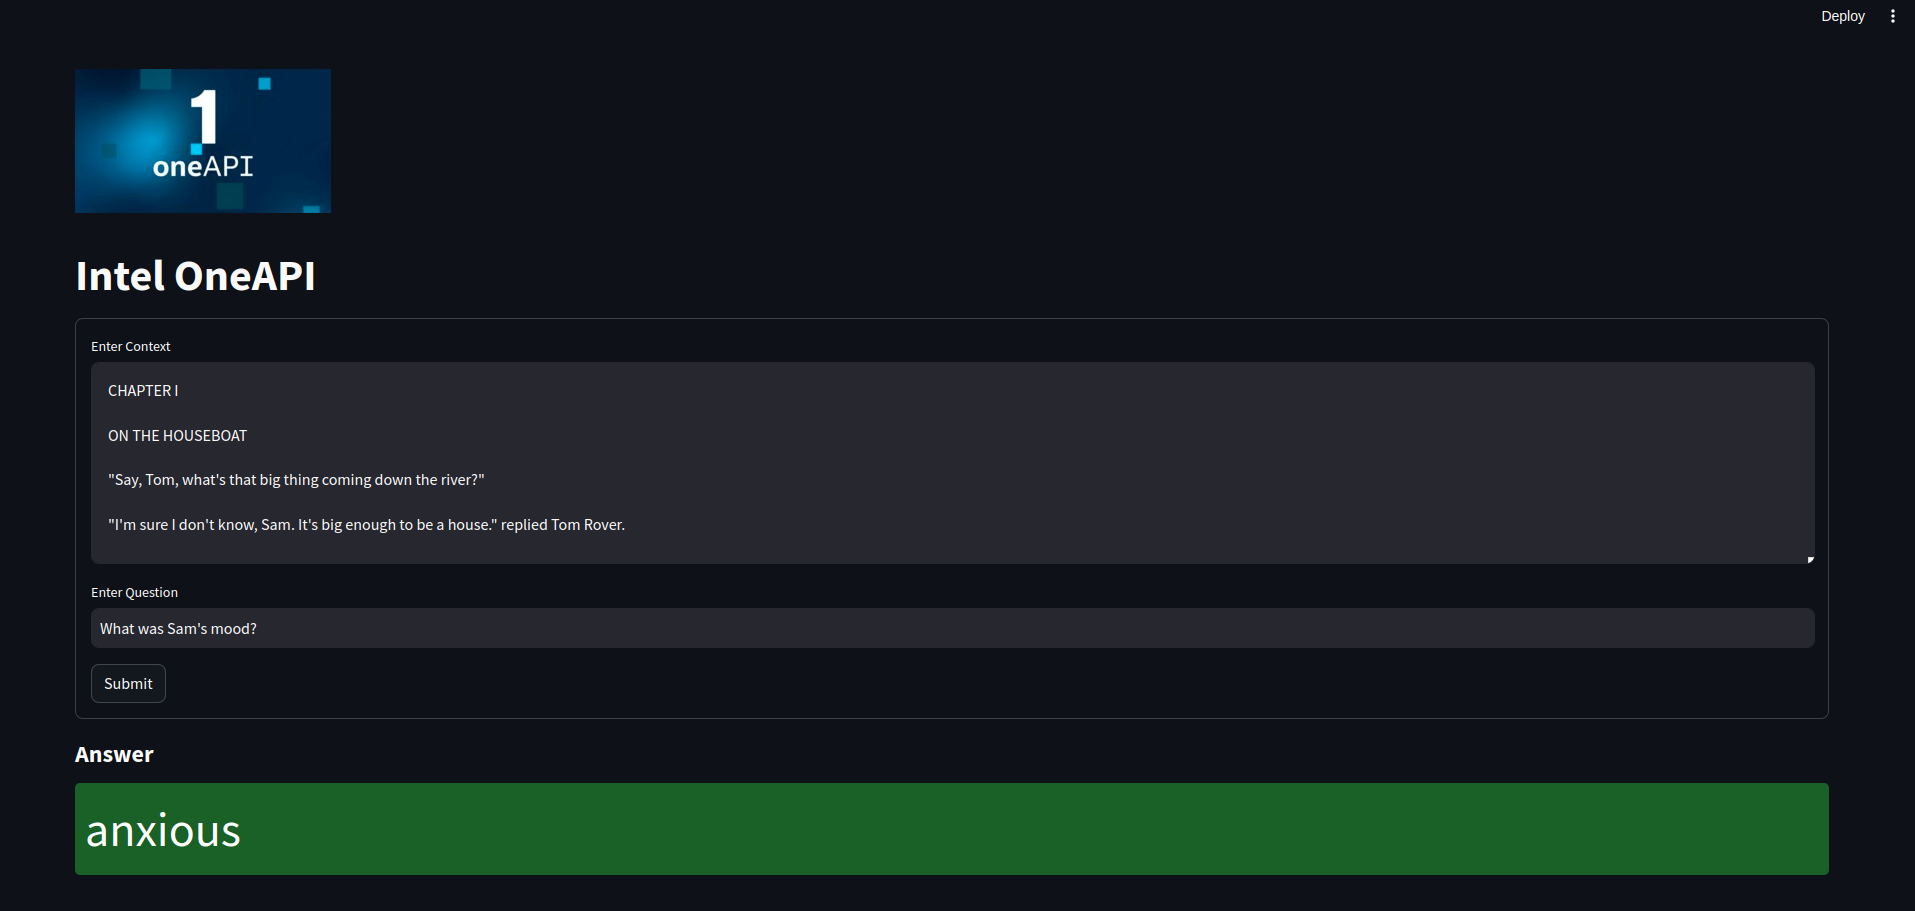 Deploy
1
oneAPI
Intel OneAPI
Enter Context
CHAPTER I
ON THE HOUSEBOAT
"Say, Tom, what's that big thing coming down the river?"
"I'm sure I don't know, Sam. It's big enough to be a house." replied Tom Rover.
Enter Question
What was Sam's mood?
Submit
Answer
anxious